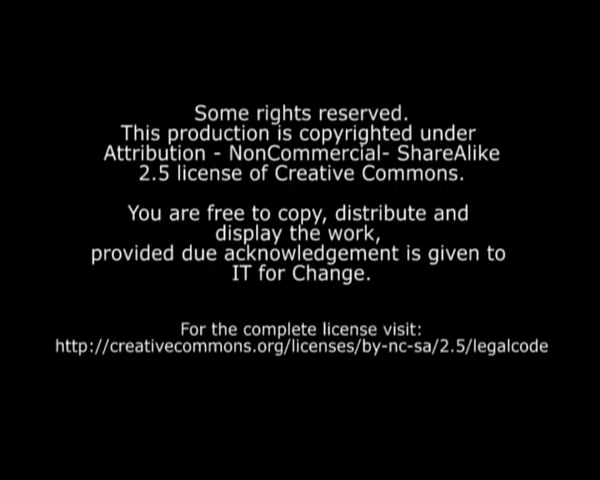 Some rights reserved.
This production is copyrighted under
Attribution - NonCommercial- ShareAlike
2.5 license of Creative Commons.
You are free to copy, distribute and
display the work,
provided due acknowledgement is given to
IT for Change.
For the complete license visit:
http://creativecommons.org/licenses/by-nc-sa/2.5/legalcode